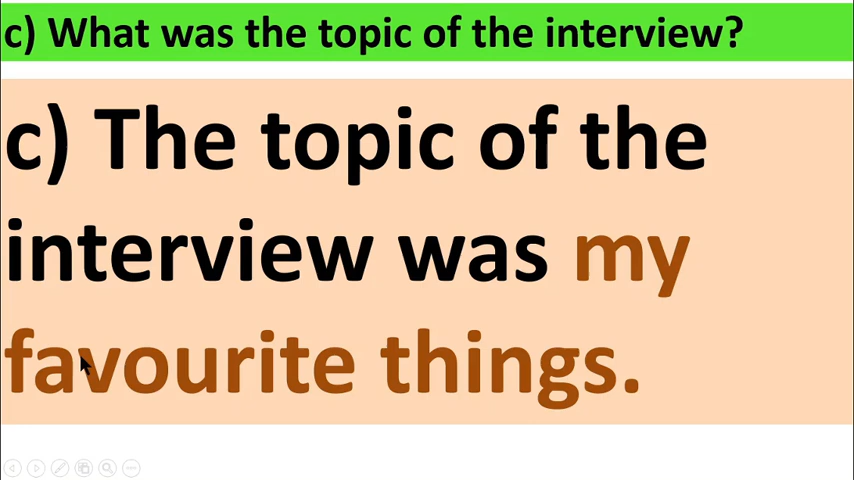 c) What was the topic of the interview?
c) The topic of the
interview was my
favourite things.